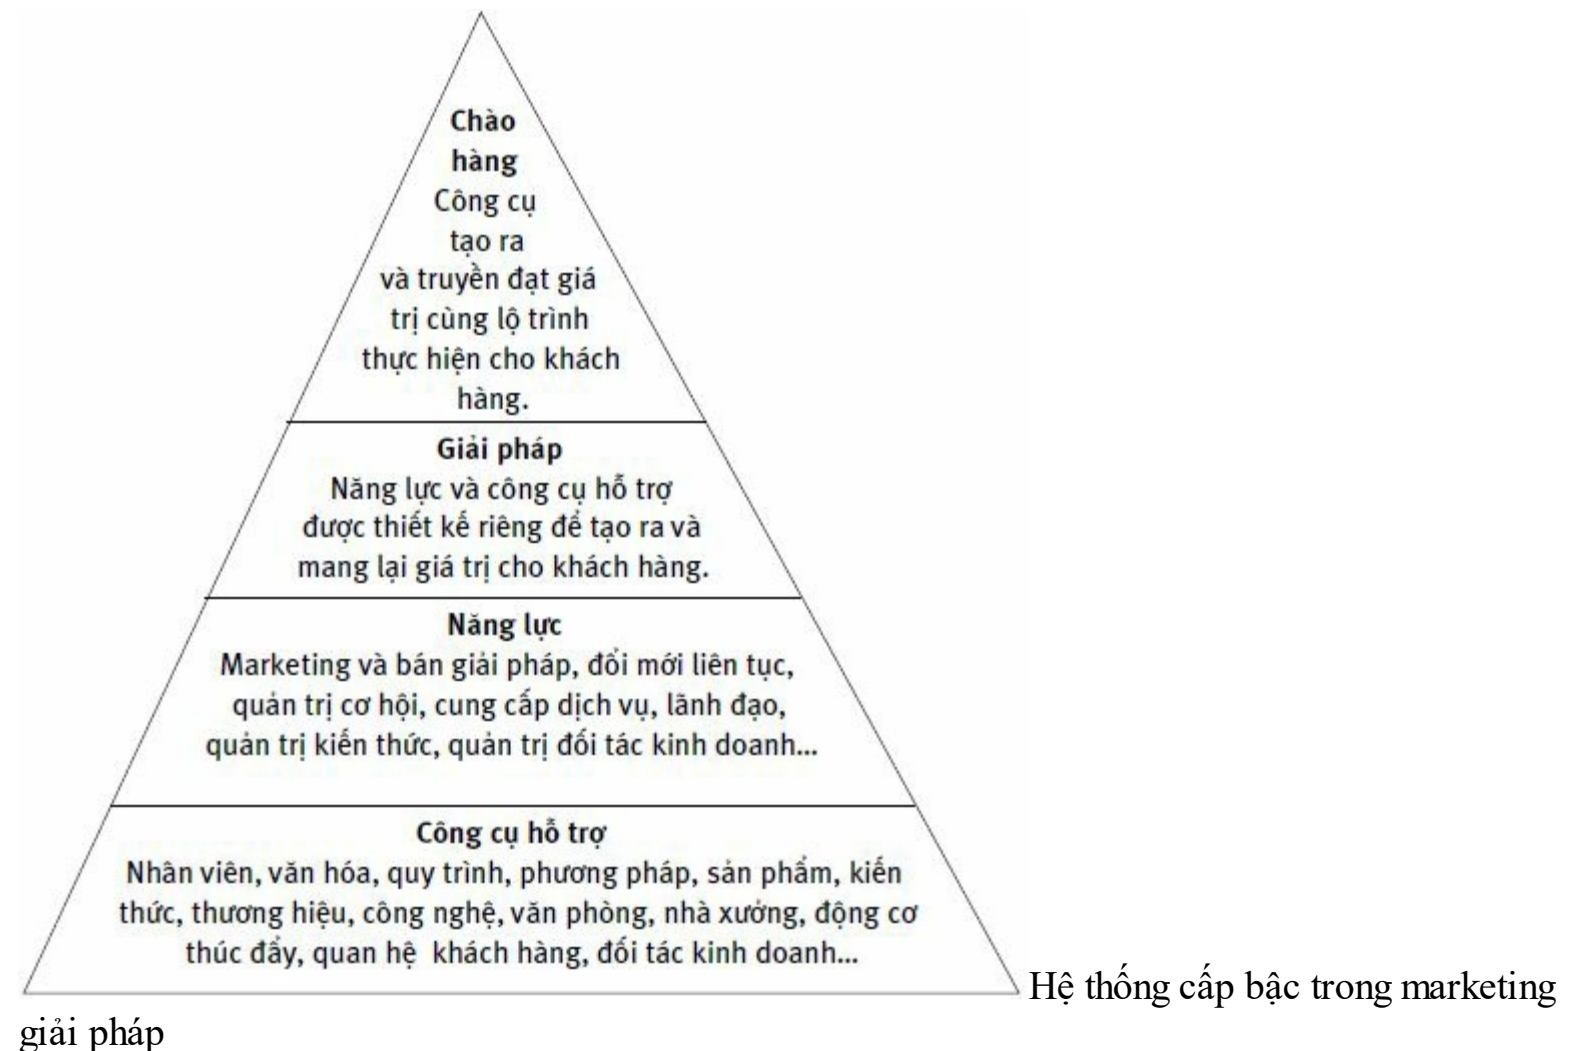 Chào
hàng
Công cụ
tạo ra
và truyền đạt giá
trị cùng lộ trình
thực hiện cho khách
hàng.
Giải pháp
Năng lực và công cụ hỗ trợ
được thiết kế riêng để tạo ra và
mang lại giá trị cho khách hàng.
Năng lực
Marketing và bán giải pháp, đổi mới liên tục,
quản trị cơ hội, cung cấp dịch vụ, lãnh đạo,
quản trị kiến thức, quản trị đối tác kinh doanh...
Công cụ hỗ trợ
Nhân viên, văn hóa, quy trình, phương pháp, sản phẩm, kiến
thức, thương hiệu, công nghệ, văn phòng, nhà xưởng, động cơ
thúc đẩy, quan hệ khách hàng, đối tác kinh doanh...
Hệ thống cấp bậc trong marketing
giải pháp